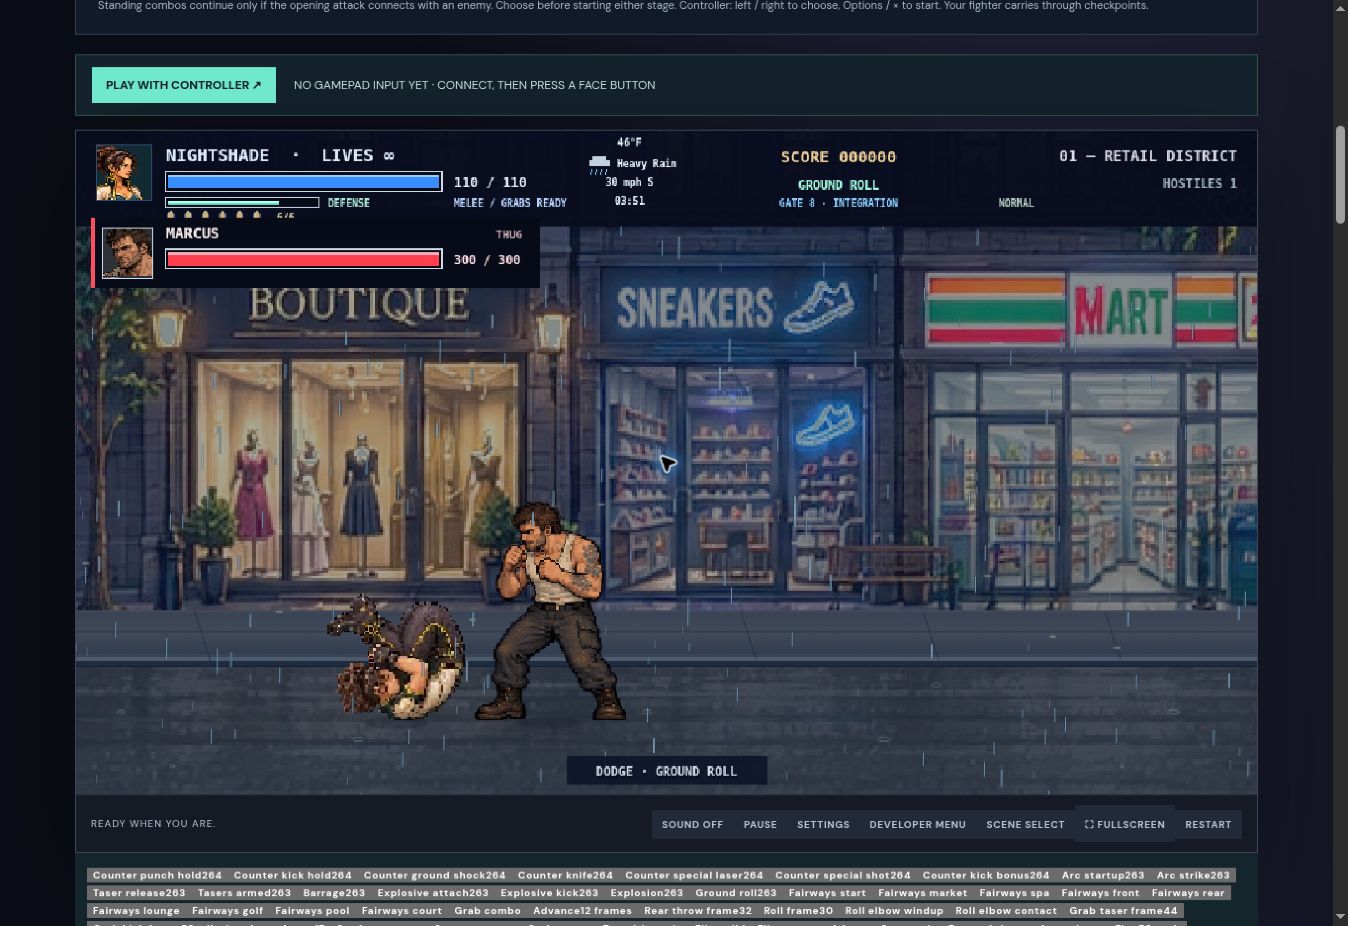 Standing combos continue only if the opening attack connects with an enemy. Choose before starting either stage. Controller: left / right to choose, Options / × to start. Your fighter carries through checkpoints.
PLAY WITH CONTROLLER ↗ NO GAMEPAD INPUT YET · CONNECT, THEN PRESS A FACE BUTTON
NIGHTSHADE · LIVES ∞
110 / 110
DEFENSE MELEE / GRABS READY
6/6
46°F
Heavy Rain
30 mph S
03:51
SCORE 000000
GROUND ROLL
GATE 8 · INTEGRATION
NORMAL
01 — RETAIL DISTRICT
HOSTILES 1
MARCUS THUG
300 / 300
BOUTIQUE
SNEAKERS
MART
DODGE · GROUND ROLL
READY WHEN YOU ARE.
SOUND OFF PAUSE SETTINGS DEVELOPER MENU SCENE SELECT ⛶ FULLSCREEN RESTART
Counter punch hold264 Counter kick hold264 Counter ground shock264 Counter knife264 Counter special laser264 Counter special shot264 Counter kick bonus264 Arc startup263 Arc strike263
Taser release263 Tasers armed263 Barrage263 Explosive attach263 Explosive kick263 Explosion263 Ground roll263 Fairways start Fairways market Fairways spa Fairways front Fairways rear
Fairways lounge Fairways golf Fairways pool Fairways court Grab combo Advance12 frames Rear throw frame32 Roll frame30 Roll elbow windup Roll elbow contact Grab taser frame44